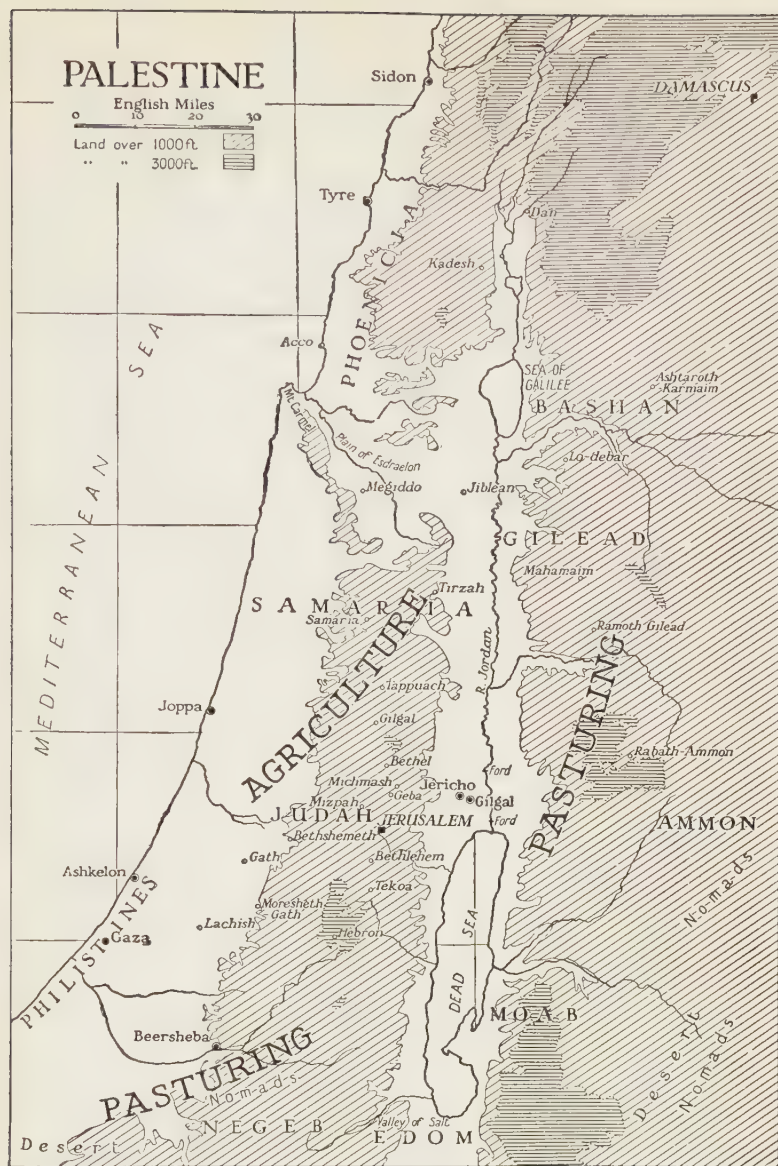 PALESTINE
English Miles
0 10 20 30
Land over 1000ft.
" " 3000ft.
Sidon
DAMASCUS
Tyre
Dan
Kadesh
PHOENICIA
Acco
SEA OF
GALILEE
Ashtaroth
Karmaim
BASHAN
Mt Carmel
Plain of Esdraelon
Lo-debar
Megiddo
Jiblean
MEDITERRANEAN SEA
GILEAD
Mahamaim
Tirzah
SAMARIA
Samaria
Ramoth Gilead
AGRICULTURE
R. Jordan
PASTURING
Tappuach
Joppa
Gilgal
Rabath-Ammon
Bethel
ford
Michmash
Jericho
Geba
Gilgal
Mizpah
JUDAH
JERUSALEM
ford
AMMON
Bethshemeth
Gath
Bethlehem
Ashkelon
Tekoa
Nomads
Moresheth
Gath
PHILISTINES
Lachish
DEAD SEA
Gaza
Hebron
MOAB
Beersheba
PASTURING
Nomads
Desert
Nomads
Valley of Salt
NEGEB
EDOM
Desert